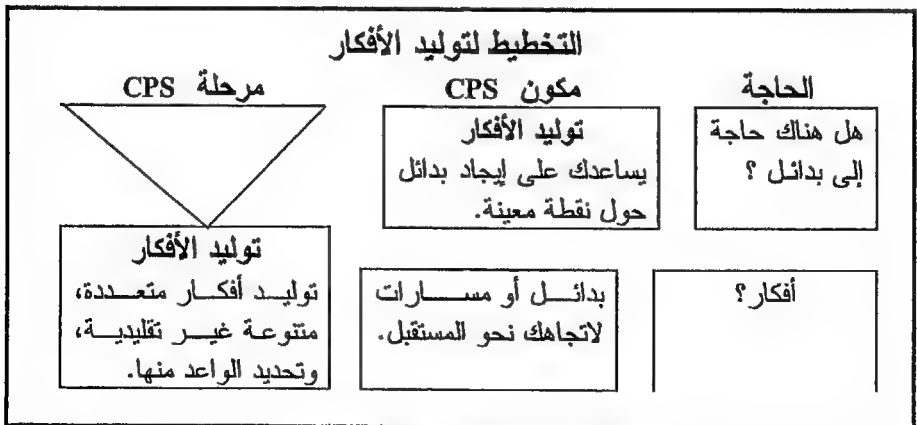 التخطيط لتوليد الأفكار
الحاجة
هل هناك حاجة
إلى بدائل ؟
أفكار؟
مكون CPS
توليد الأفكار
يساعدك على إيجاد بدائل
حول نقطة معينة.
بدائل أو مسارات
لاتجاهك نحو المستقبل.
مرحلة CPS
توليد الأفكار
توليد أفكار متعددة،
متنوعة غير تقليدية،
وتحديد الواعد منها.